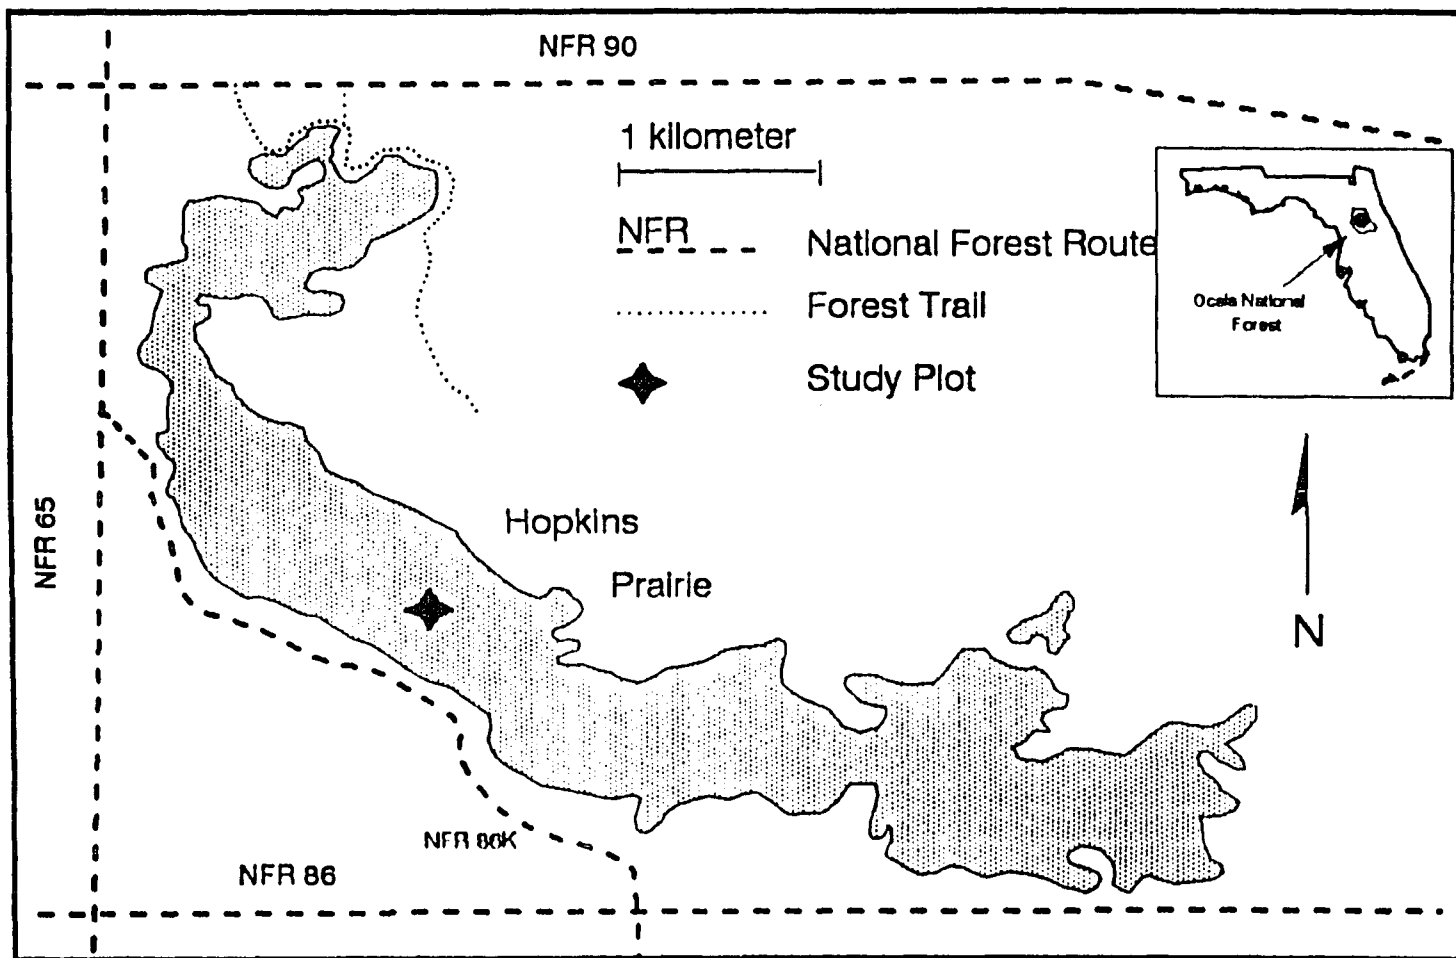 NFR 90
1 kilometer
NFR
National Forest Route
Forest Trail
Study Plot
Ocala National
Forest
NFR 65
Hopkins
Prairie
N
NFR 86K
NFR 86